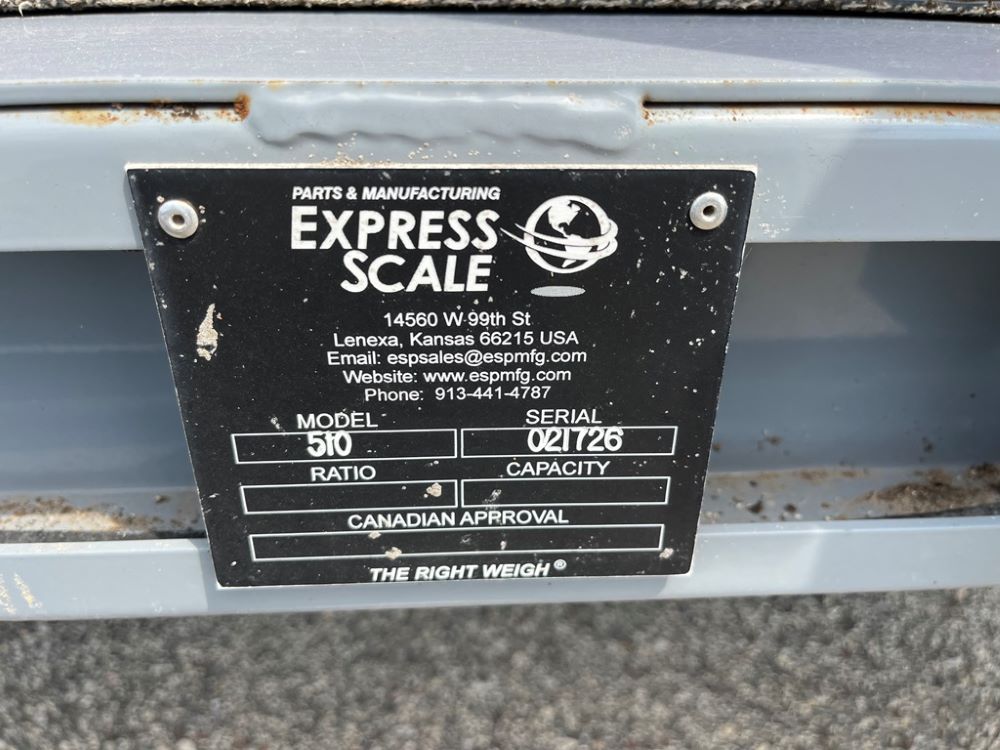 PARTS & MANUFACTURING
EXPRESS
SCALE
14560 W 99th St
Lenexa, Kansas 66215 USA
Email: espsales@espmfg.com
Website: www.espmfg.com
Phone: 913-441-4787
MODEL SERIAL
510 021726
RATIO CAPACITY
CANADIAN APPROVAL
THE RIGHT WEIGH®